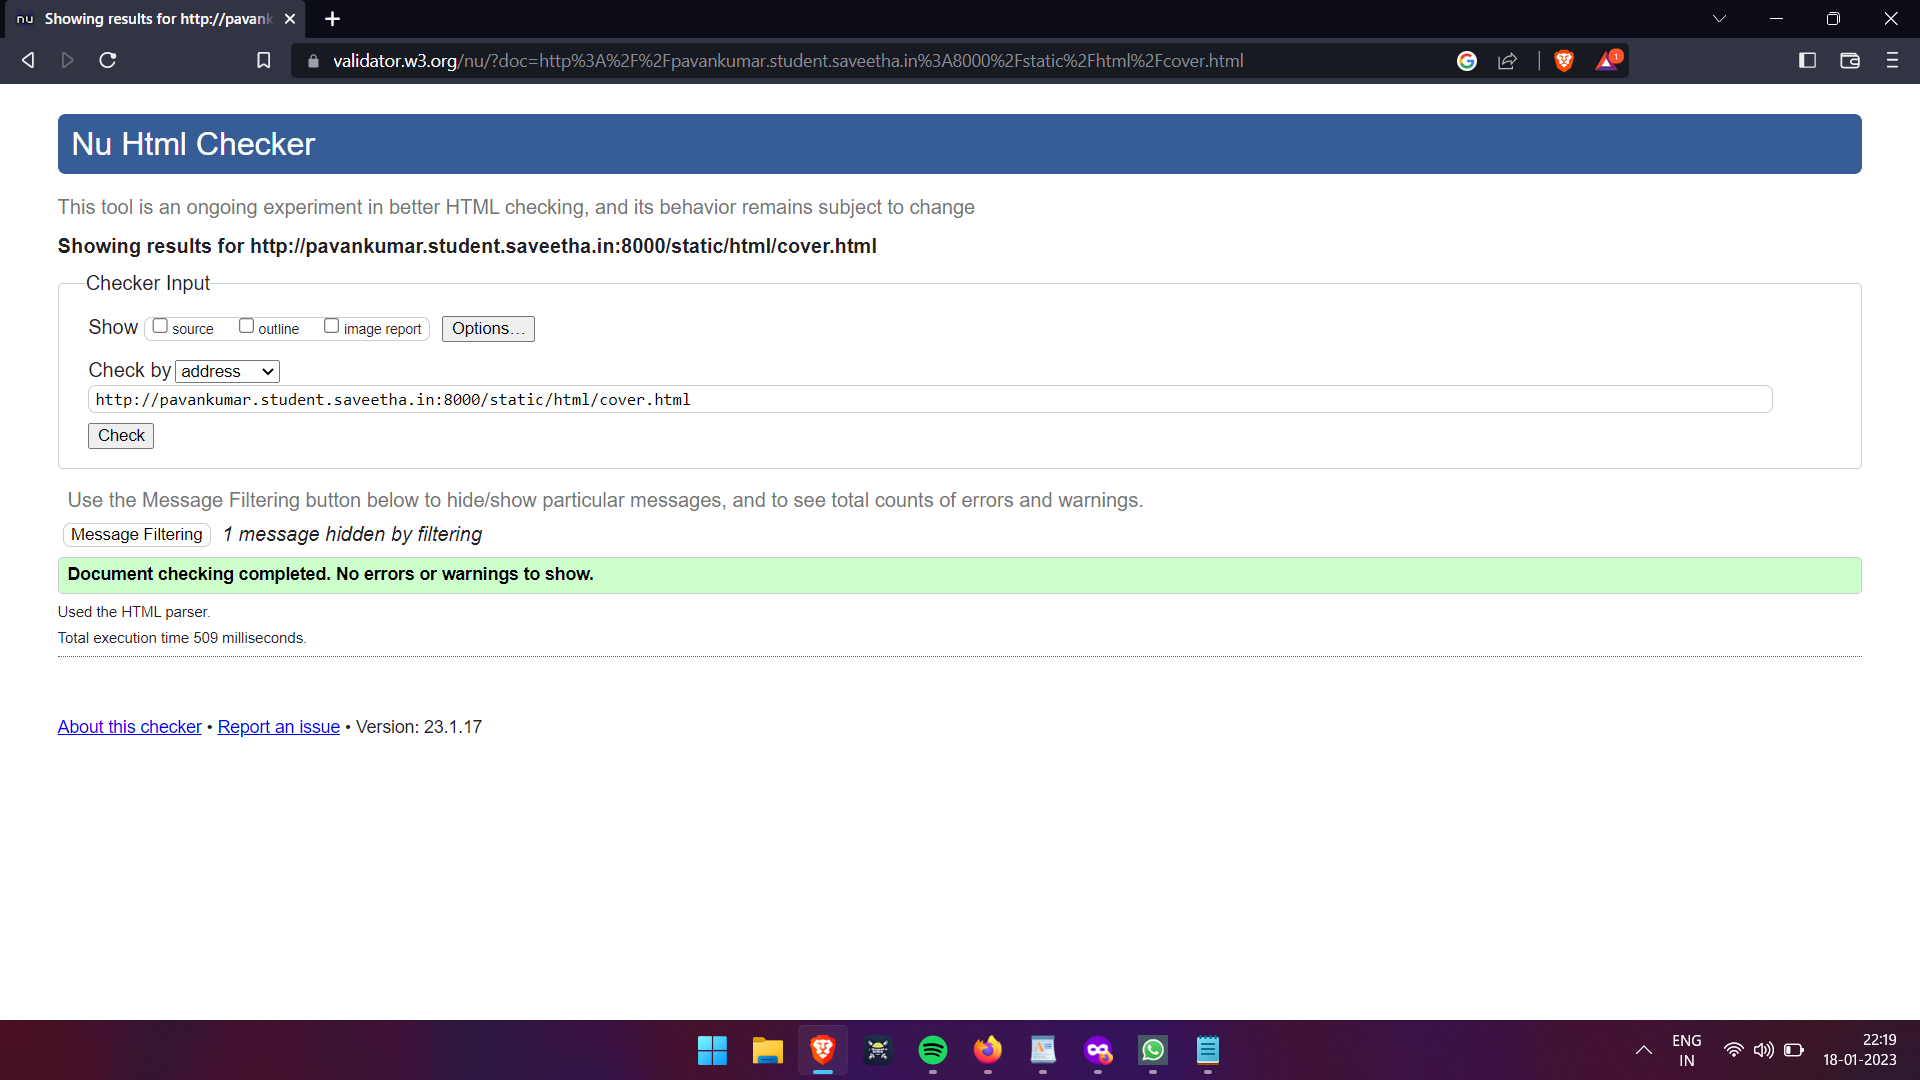 nu Showing results for http://pavank
validator.w3.org/nu/?doc=http%3A%2F%2Fpavankumar.student.saveetha.in%3A8000%2Fstatic%2Fhtml%2Fcover.html
1
Nu Html Checker
This tool is an ongoing experiment in better HTML checking, and its behavior remains subject to change
Showing results for http://pavankumar.student.saveetha.in:8000/static/html/cover.html
Checker Input
Show source outline image report Options...
Check by address
http://pavankumar.student.saveetha.in:8000/static/html/cover.html
Check
Use the Message Filtering button below to hide/show particular messages, and to see total counts of errors and warnings.
Message Filtering 1 message hidden by filtering
Document checking completed. No errors or warnings to show.
Used the HTML parser.
Total execution time 509 milliseconds.
About this checker • Report an issue • Version: 23.1.17
ENG
IN
22:19
18-01-2023